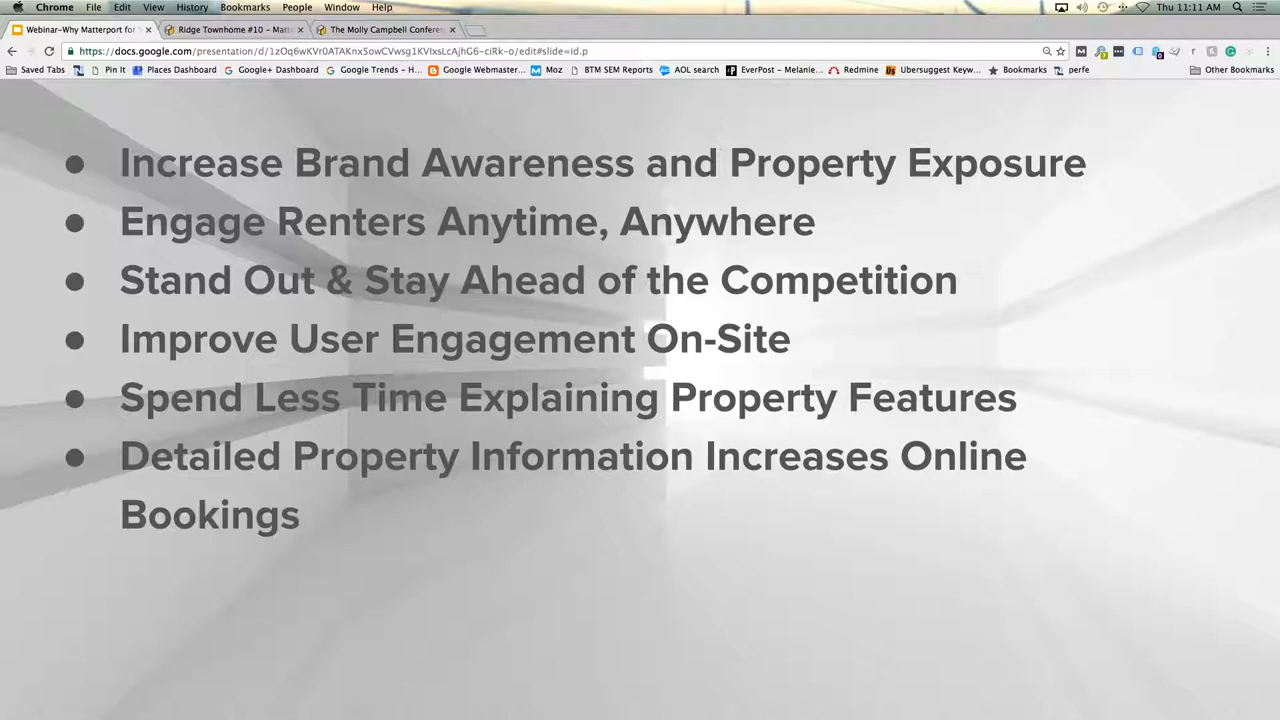 Chrome File Edit View History Bookmarks People Window Help Thu 11:11 AM
Webinar-Why Matterport for Ridge Townhome #10 – Matte The Molly Campbell Conferen
https://docs.google.com/presentation/d/1zOq6wKVr0ATAKnx5owCVwsg1KVlxsLcAjhG6-ciRk-o/edit#slide=id.p
Saved Tabs Pin It Places Dashboard Google+ Dashboard Google Trends - H... Google Webmaster... Moz BTM SEM Reports AOL search EverPost – Melanie... Redmine Ubersuggest Keyw... Bookmarks perfe Other Bookmarks
● Increase Brand Awareness and Property Exposure
● Engage Renters Anytime, Anywhere
● Stand Out & Stay Ahead of the Competition
● Improve User Engagement On-Site
● Spend Less Time Explaining Property Features
● Detailed Property Information Increases Online
Bookings